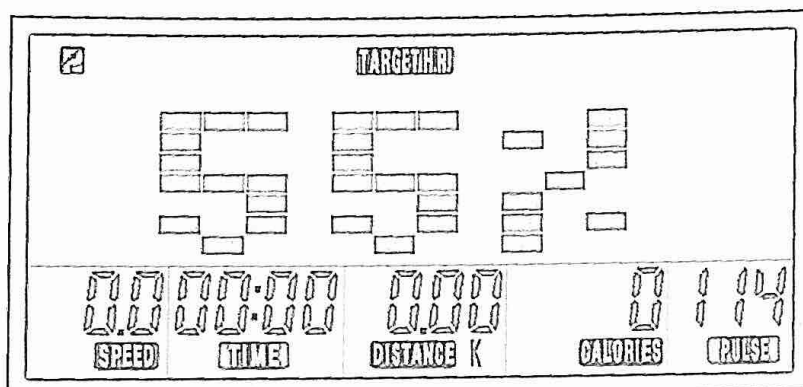 TARGET H.R
55%
0.0 00:00 0.00 0 114
SPEED TIME DISTANCE K CALORIES PULSE